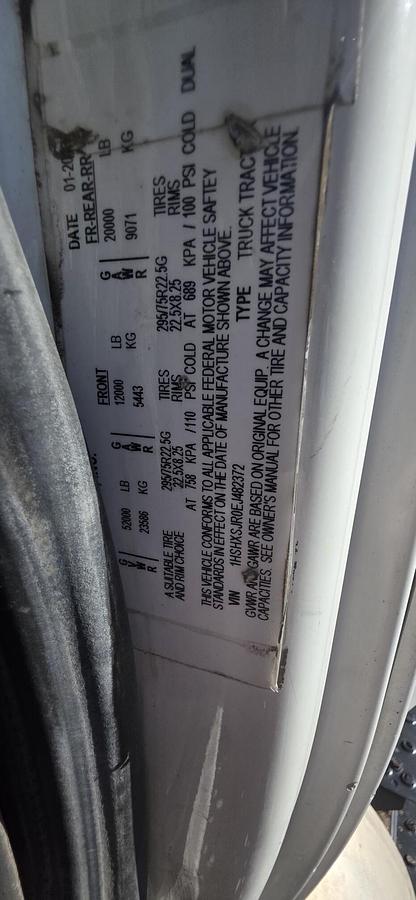 DATE 01-20
FRONT FR-REAR-RR
GVWR 52000 LB GAWR 12000 LB GAWR 20000 LB
23586 KG 5443 KG 9071 KG
A SUITABLE TIRE 295/75R22.5G TIRES 295/75R22.5G TIRES
AND RIM CHOICE 22.5X8.25 RIMS 22.5X8.25 RIMS
AT 758 KPA /110 PSI COLD AT 689 KPA / 100 PSI COLD DUAL
THIS VEHICLE CONFORMS TO ALL APPLICABLE FEDERAL MOTOR VEHICLE SAFTEY
STANDARDS IN EFFECT ON THE DATE OF MANUFACTURE SHOWN ABOVE.
VIN 1HSHXSJR0EJ482372 TYPE TRUCK TRAC
GVWR AND GAWR ARE BASED ON ORIGINAL EQUIP. A CHANGE MAY AFFECT VEHICLE
CAPACITIES. SEE OWNER'S MANUAL FOR OTHER TIRE AND CAPACITY INFORMATION.